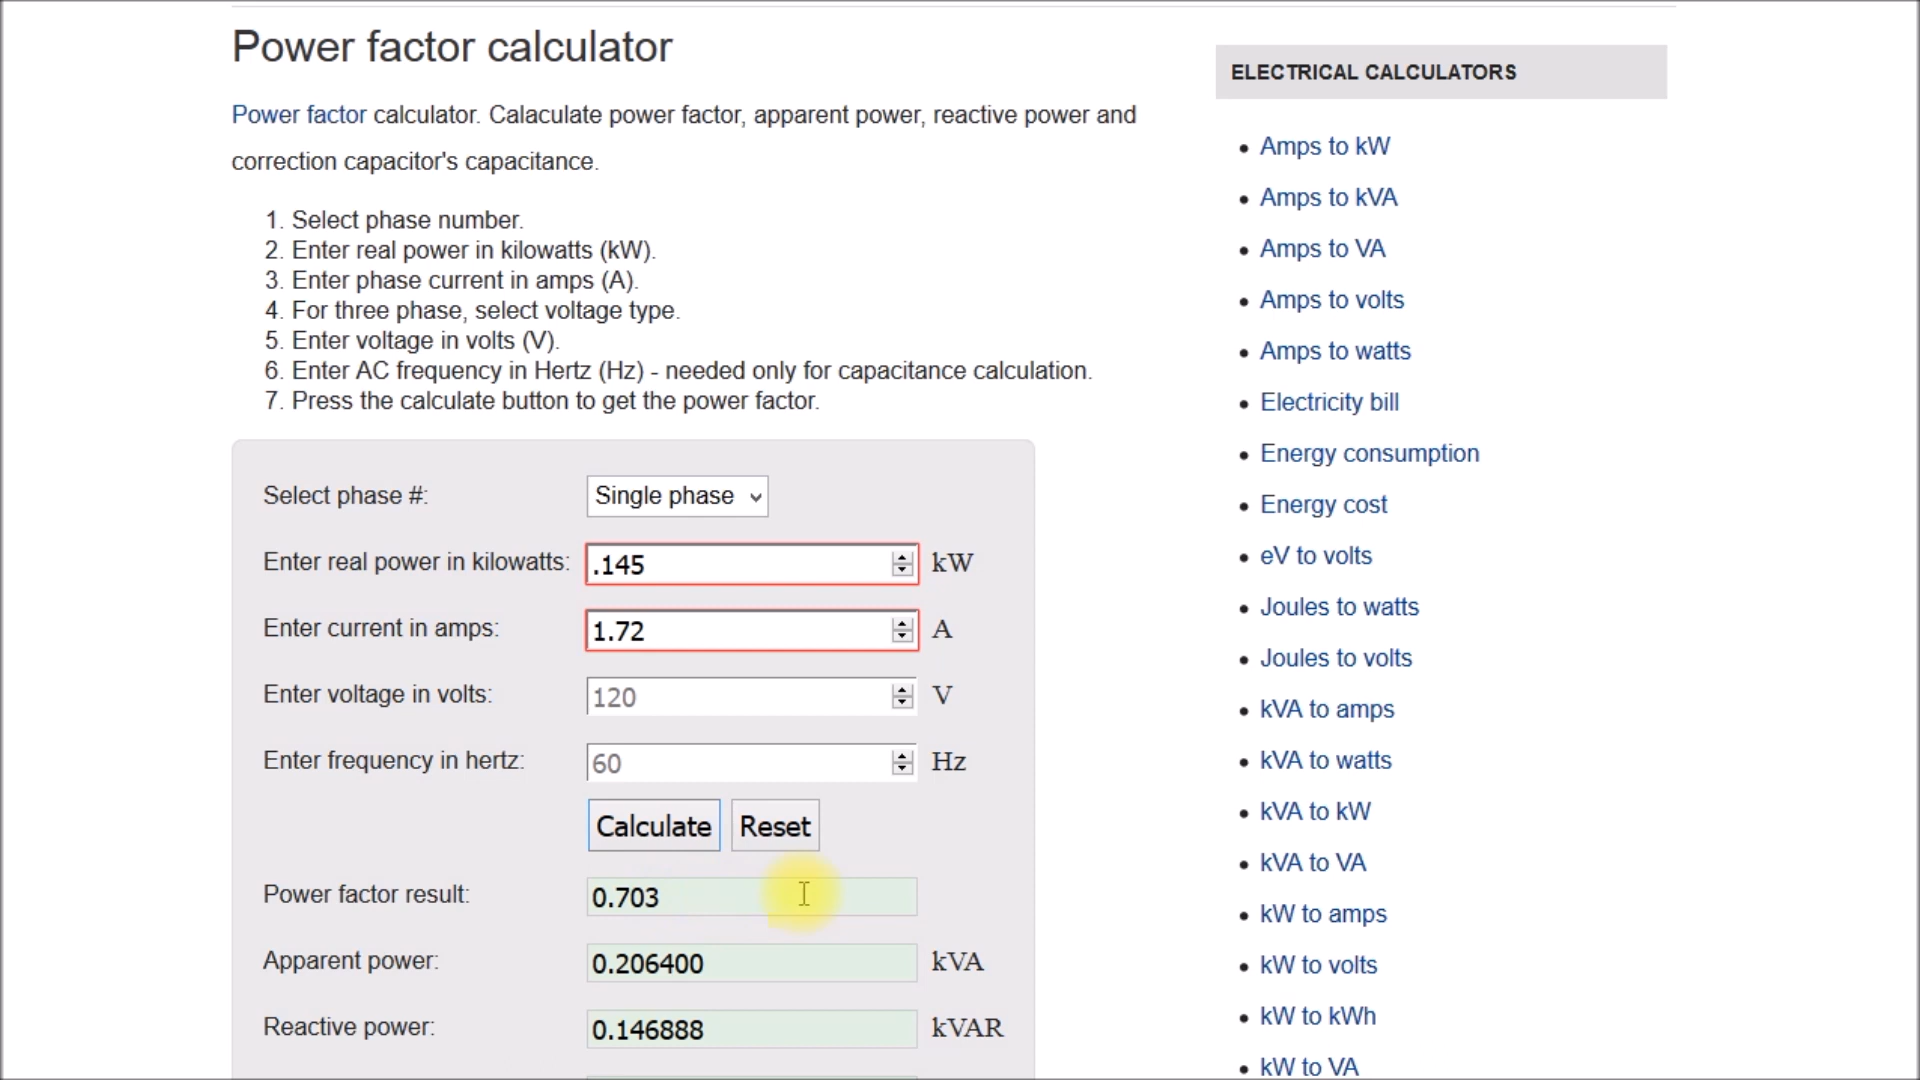 Power factor calculator
Power factor calculator. Calaculate power factor, apparent power, reactive power and
correction capacitor's capacitance.
1. Select phase number.
2. Enter real power in kilowatts (kW).
3. Enter phase current in amps (A).
4. For three phase, select voltage type.
5. Enter voltage in volts (V).
6. Enter AC frequency in Hertz (Hz) - needed only for capacitance calculation.
7. Press the calculate button to get the power factor.
Select phase #: Single phase
Enter real power in kilowatts: .145 kW
Enter current in amps: 1.72 A
Enter voltage in volts: 120 V
Enter frequency in hertz: 60 Hz
Calculate Reset
Power factor result: 0.703
Apparent power: 0.206400 kVA
Reactive power: 0.146888 kVAR
ELECTRICAL CALCULATORS
Amps to kW
Amps to kVA
Amps to VA
Amps to volts
Amps to watts
Electricity bill
Energy consumption
Energy cost
eV to volts
Joules to watts
Joules to volts
kVA to amps
kVA to watts
kVA to kW
kVA to VA
kW to amps
kW to volts
kW to kWh
kW to VA